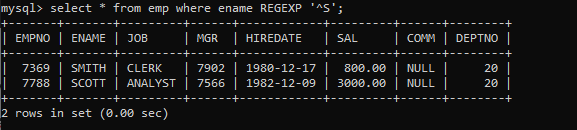 mysql> select * from emp where ename REGEXP '^S';
+-------+-------+---------+------+------------+---------+------+--------+
| EMPNO | ENAME | JOB     | MGR  | HIREDATE   | SAL     | COMM | DEPTNO |
+-------+-------+---------+------+------------+---------+------+--------+
|  7369 | SMITH | CLERK   | 7902 | 1980-12-17 |  800.00 | NULL |     20 |
|  7788 | SCOTT | ANALYST | 7566 | 1982-12-09 | 3000.00 | NULL |     20 |
+-------+-------+---------+------+------------+---------+------+--------+
2 rows in set (0.00 sec)